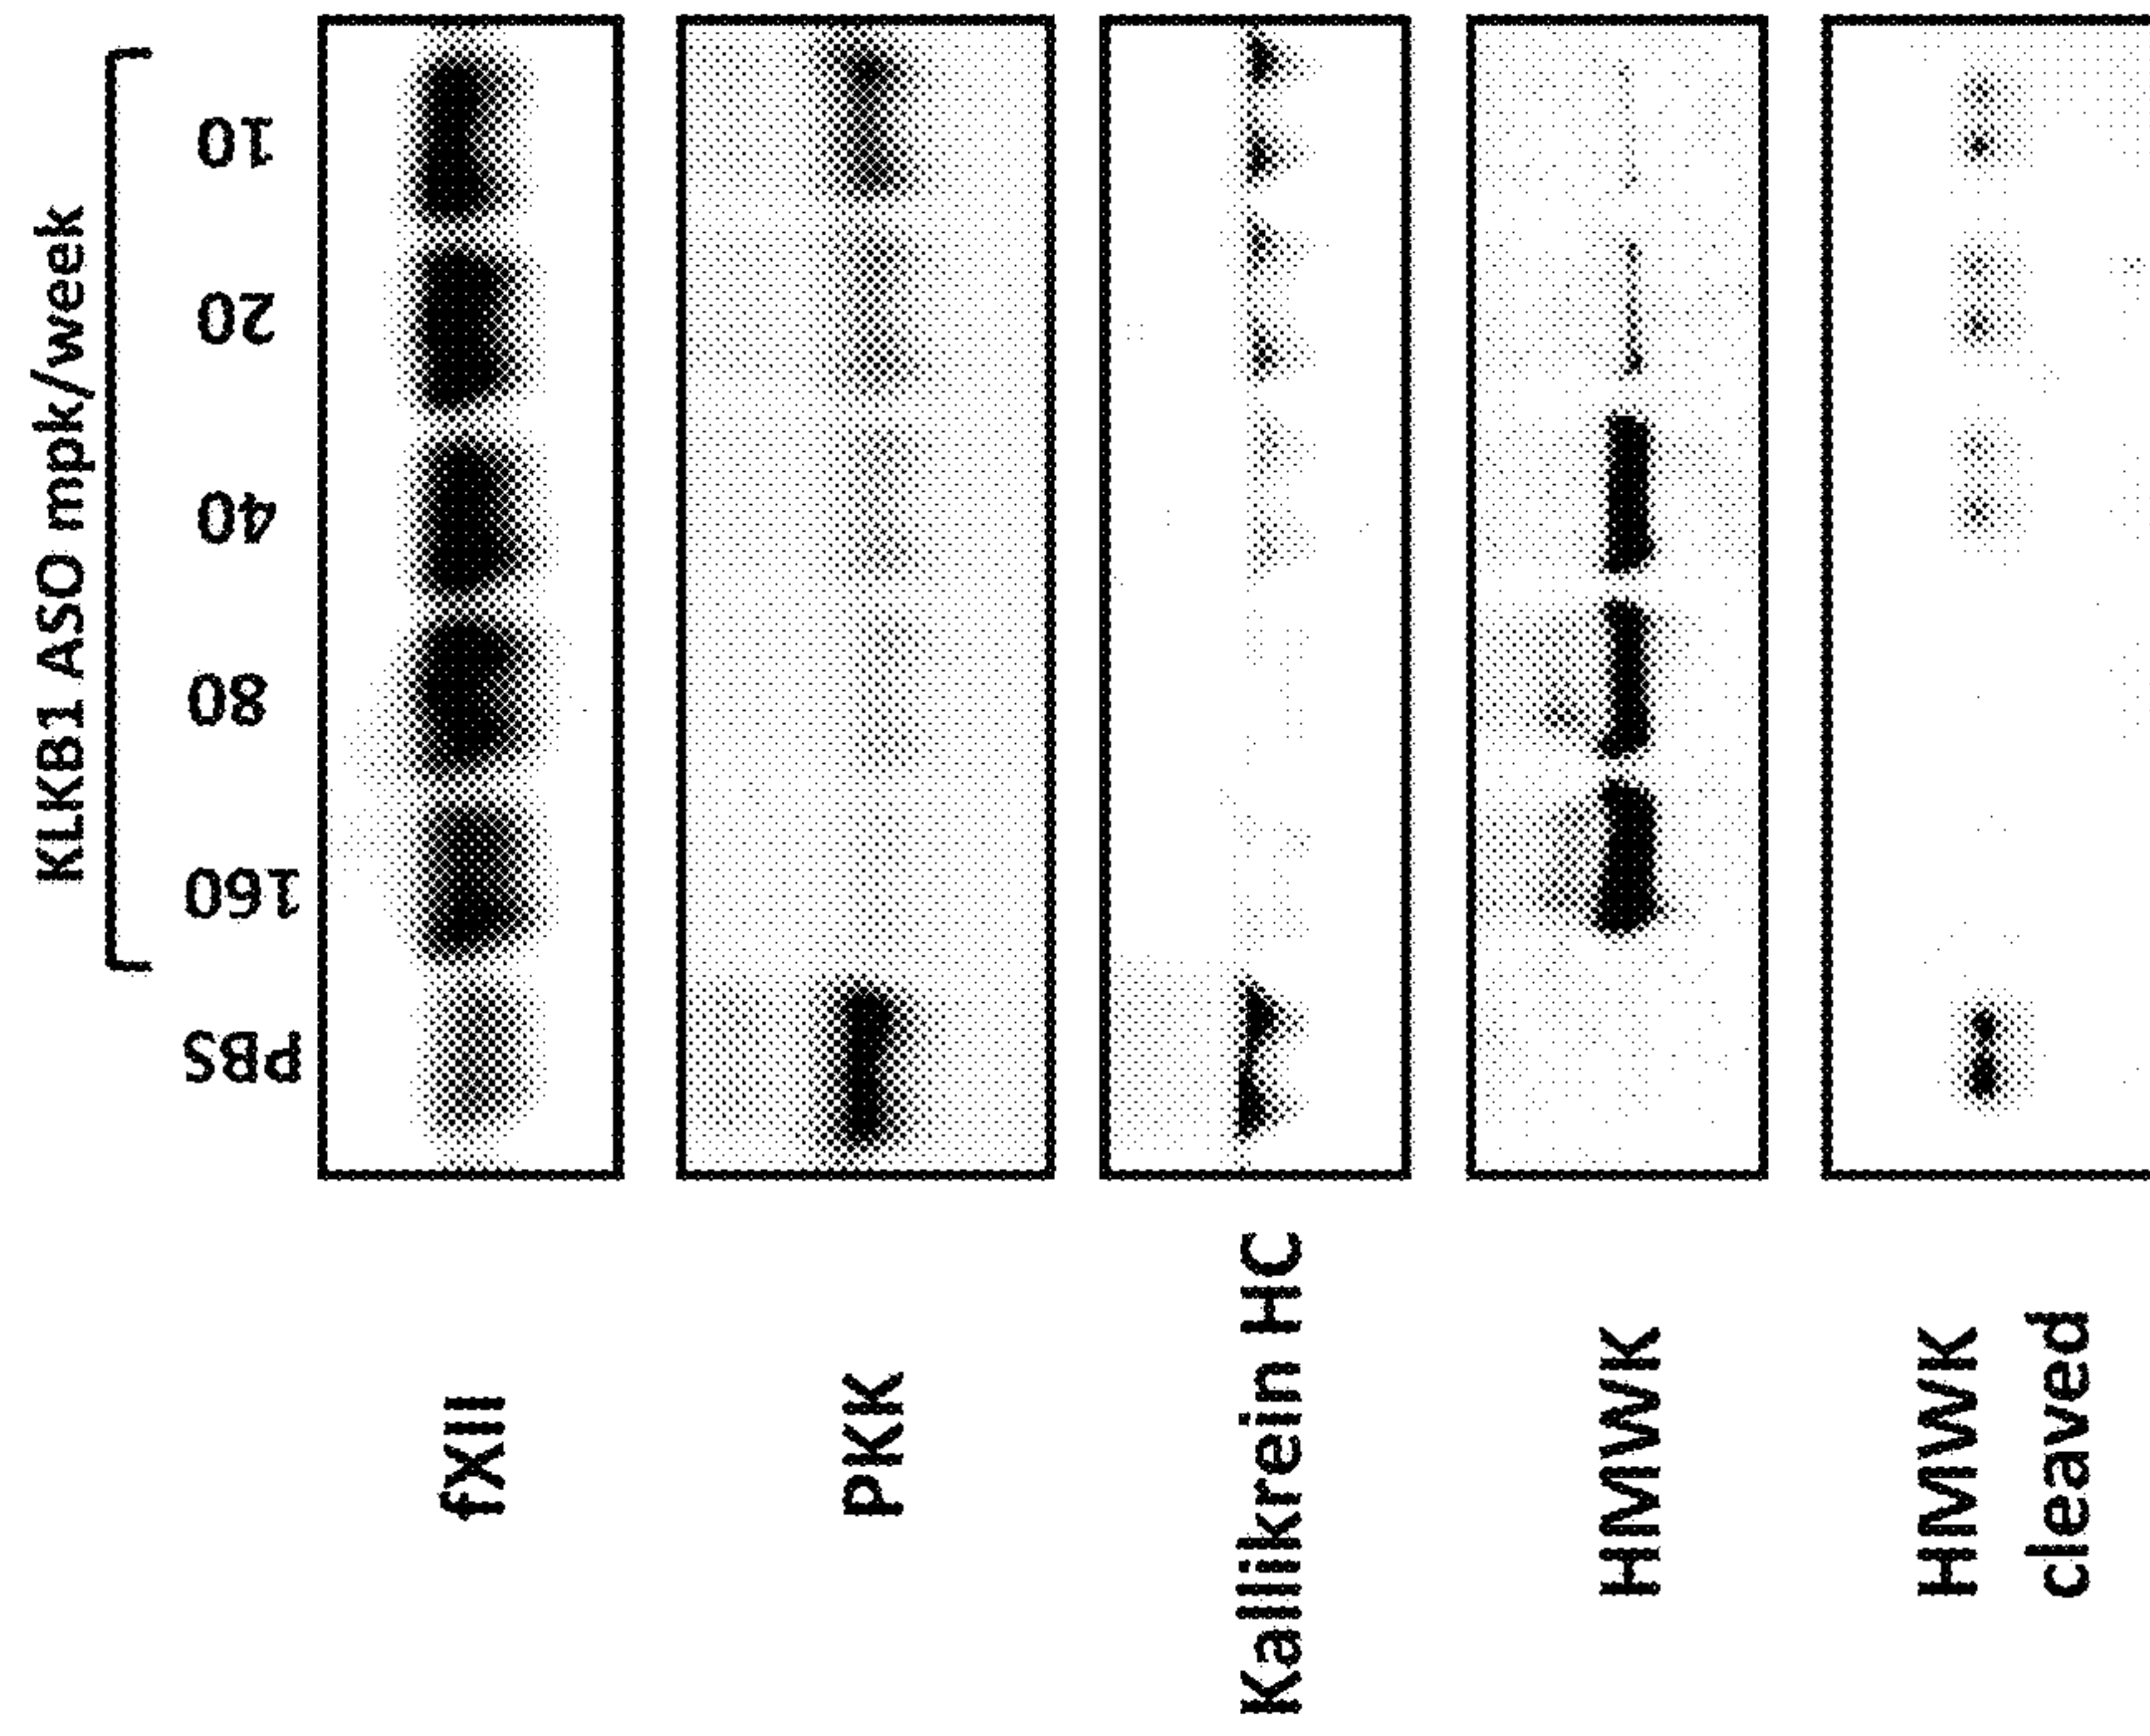 KLKB1 ASO mpk/week
PBS 160 80 40 20 10
fXII
PKK
Kallikrein HC
HMWK
HMWK
cleaved